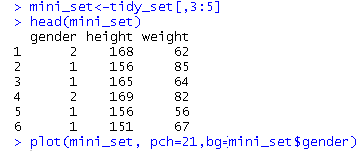 > mini_set<-tidy_set[,3:5]
> head(mini_set)
  gender height weight
1      2    168     62
2      1    156     85
3      1    165     64
4      2    169     82
5      1    156     56
6      1    151     67
> plot(mini_set, pch=21,bg=mini_set$gender)